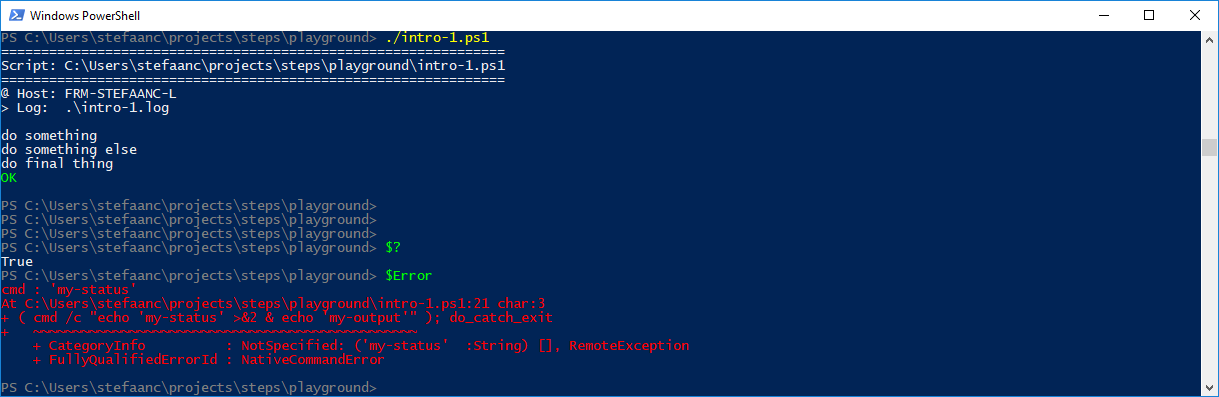 Windows PowerShell
PS C:\Users\stefaanc\projects\steps\playground> ./intro-1.ps1
================================================================
Script: C:\Users\stefaanc\projects\steps\playground\intro-1.ps1
================================================================
@ Host: FRM-STEFAANC-L
> Log:  .\intro-1.log
do something
do something else
do final thing
OK
PS C:\Users\stefaanc\projects\steps\playground>
PS C:\Users\stefaanc\projects\steps\playground>
PS C:\Users\stefaanc\projects\steps\playground>
PS C:\Users\stefaanc\projects\steps\playground> $?
True
PS C:\Users\stefaanc\projects\steps\playground> $Error
cmd : 'my-status'
At C:\Users\stefaanc\projects\steps\playground\intro-1.ps1:21 char:3
+ ( cmd /c "echo 'my-status' >&2 & echo 'my-output'" ); do_catch_exit
+   ~~~~~~~~~~~~~~~~~~~~~~~~~~~~~~~~~~~~~~~~~~~~~~~~~
    + CategoryInfo          : NotSpecified: ('my-status'  :String) [], RemoteException
    + FullyQualifiedErrorId : NativeCommandError
PS C:\Users\stefaanc\projects\steps\playground>